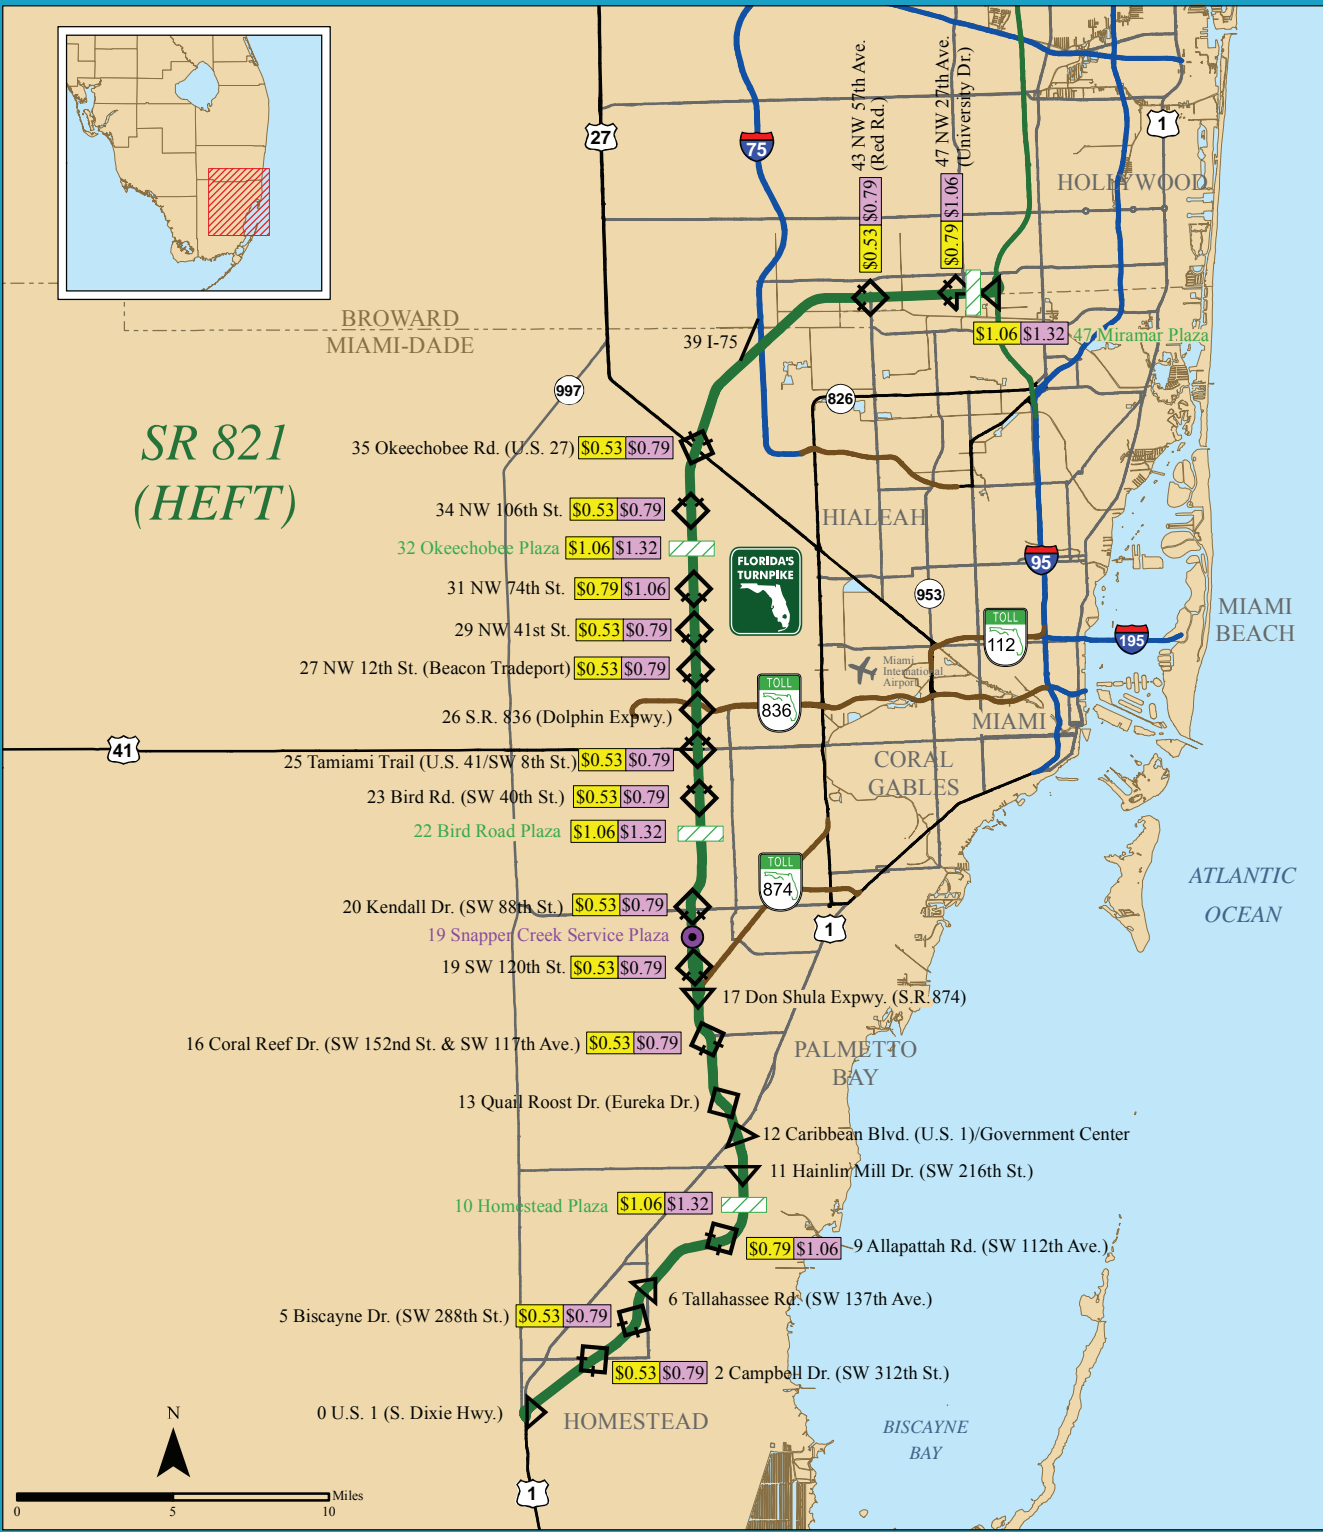 27
75
43 NW 57th Ave.
(Red Rd.)
$0.53 $0.79
47 NW 27th Ave.
(University Dr.)
$0.79 $1.06
1
HOLLYWOOD
BROWARD
MIAMI-DADE
39 I-75
$1.06 $1.32 47 Miramar Plaza
997
826
SR 821
(HEFT)
35 Okeechobee Rd. (U.S. 27) $0.53 $0.79
34 NW 106th St. $0.53 $0.79
HIALEAH
32 Okeechobee Plaza $1.06 $1.32
FLORIDA'S
TURNPIKE
95
31 NW 74th St. $0.79 $1.06
953
MIAMI
BEACH
29 NW 41st St. $0.53 $0.79
TOLL
112
195
27 NW 12th St. (Beacon Tradeport) $0.53 $0.79
Miami
International
Airport
TOLL
836
26 S.R. 836 (Dolphin Expwy.)
MIAMI
41
25 Tamiami Trail (U.S. 41/SW 8th St.) $0.53 $0.79
CORAL
GABLES
23 Bird Rd. (SW 40th St.) $0.53 $0.79
22 Bird Road Plaza $1.06 $1.32
TOLL
874
ATLANTIC
OCEAN
20 Kendall Dr. (SW 88th St.) $0.53 $0.79
1
19 Snapper Creek Service Plaza
19 SW 120th St. $0.53 $0.79
17 Don Shula Expwy. (S.R.874)
16 Coral Reef Dr. (SW 152nd St. & SW 117th Ave.) $0.53 $0.79
PALMETTO
BAY
13 Quail Roost Dr. (Eureka Dr.)
12 Caribbean Blvd. (U.S. 1)/Government Center
11 Hainlin Mill Dr. (SW 216th St.)
10 Homestead Plaza $1.06 $1.32
$0.79 $1.06 9 Allapattah Rd. (SW 112th Ave.)
6 Tallahassee Rd. (SW 137th Ave.)
5 Biscayne Dr. (SW 288th St.) $0.53 $0.79
$0.53 $0.79 2 Campbell Dr. (SW 312th St.)
0 U.S. 1 (S. Dixie Hwy.)
HOMESTEAD
BISCAYNE
BAY
N
1
Miles
0 5 10